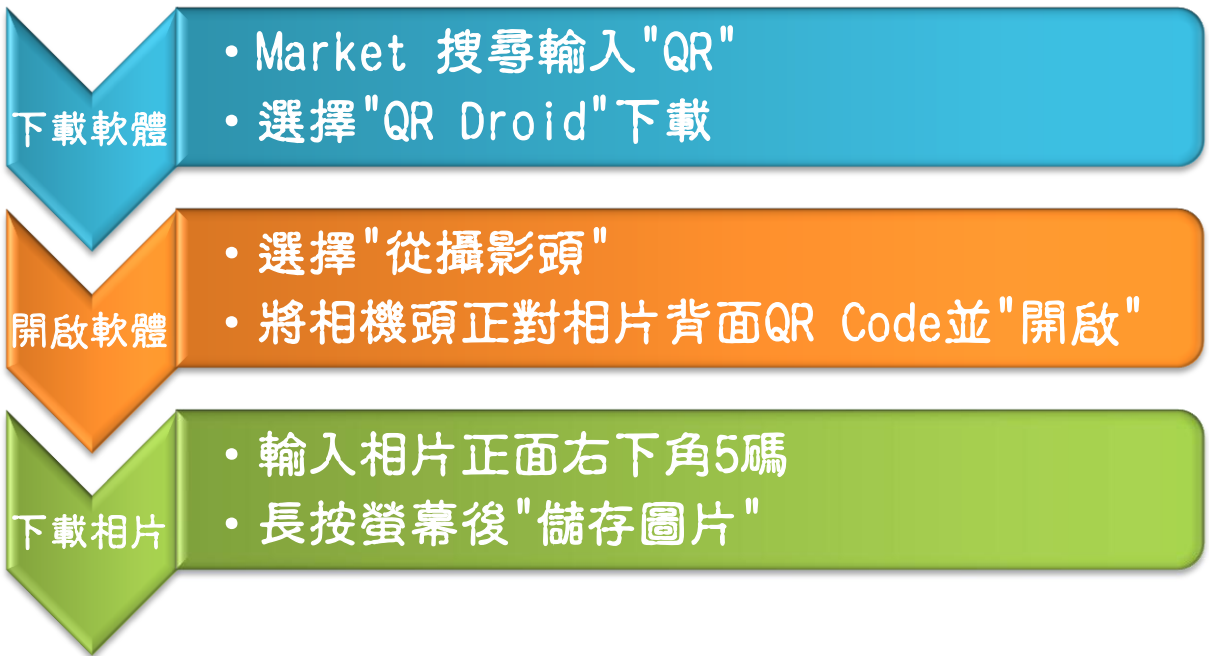 下載軟體
・Market 搜尋輸入"QR"
・選擇"QR Droid"下載
開啟軟體
・選擇"從攝影頭"
・將相機頭正對相片背面QR Code並"開啟"
下載相片
・輸入相片正面右下角5碼
・長按螢幕後"儲存圖片"